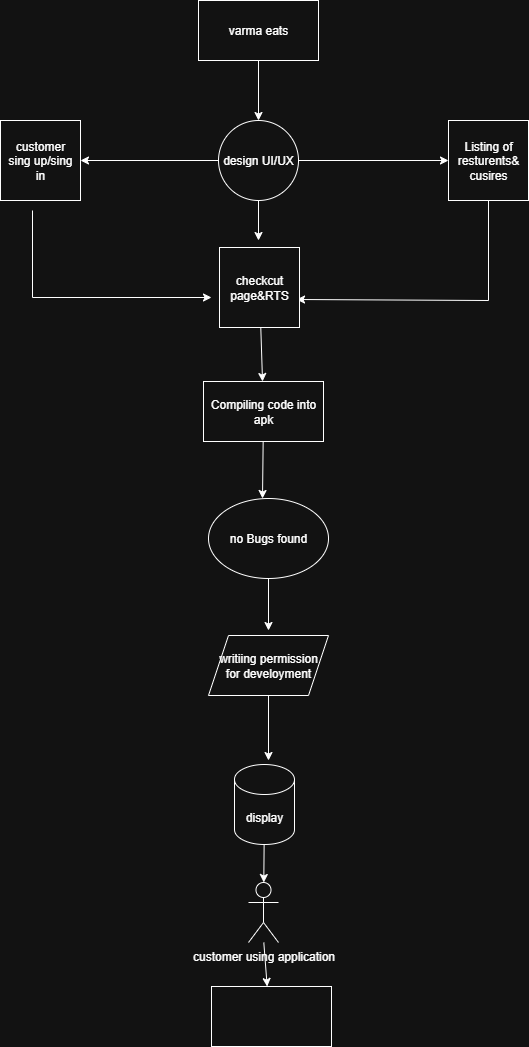 varma eats
customer
sing up/sing
in
design UI/UX
Listing of
resturents&
cusires
checkcut
page&RTS
Compiling code into
apk
no Bugs found
writiing permission
for develoyment
display
customer using application